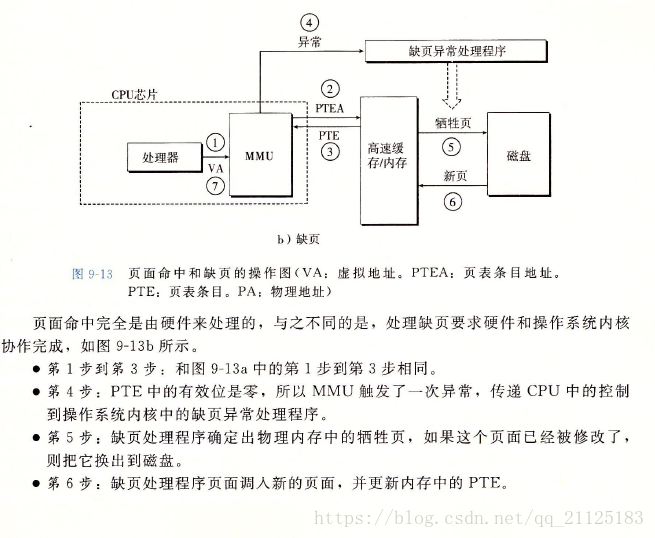 ④
异常
缺页异常处理程序
CPU芯片
②
PTEA
牺牲页
①
处理器
VA
MMU
PTE
③
高速缓存/内存
⑤
磁盘
⑦
新页
⑥
b) 缺页
图 9-13 页面命中和缺页的操作图(VA: 虚拟地址。PTEA: 页表条目地址。
PTE: 页表条目。PA: 物理地址)
页面命中完全是由硬件来处理的，与之不同的是，处理缺页要求硬件和操作系统内核
协作完成，如图 9-13b 所示。
● 第 1 步到第 3 步: 和图 9-13a 中的第 1 步到第 3 步相同。
● 第 4 步: PTE 中的有效位是零，所以 MMU 触发了一次异常，传递 CPU 中的控制
到操作系统内核中的缺页异常处理程序。
● 第 5 步: 缺页处理程序确定出物理内存中的牺牲页，如果这个页面已经被修改了，
则把它换出到磁盘。
● 第 6 步: 缺页处理程序页面调入新的页面，并更新内存中的 PTE。
https://blog.csdn.net/qq_21125183